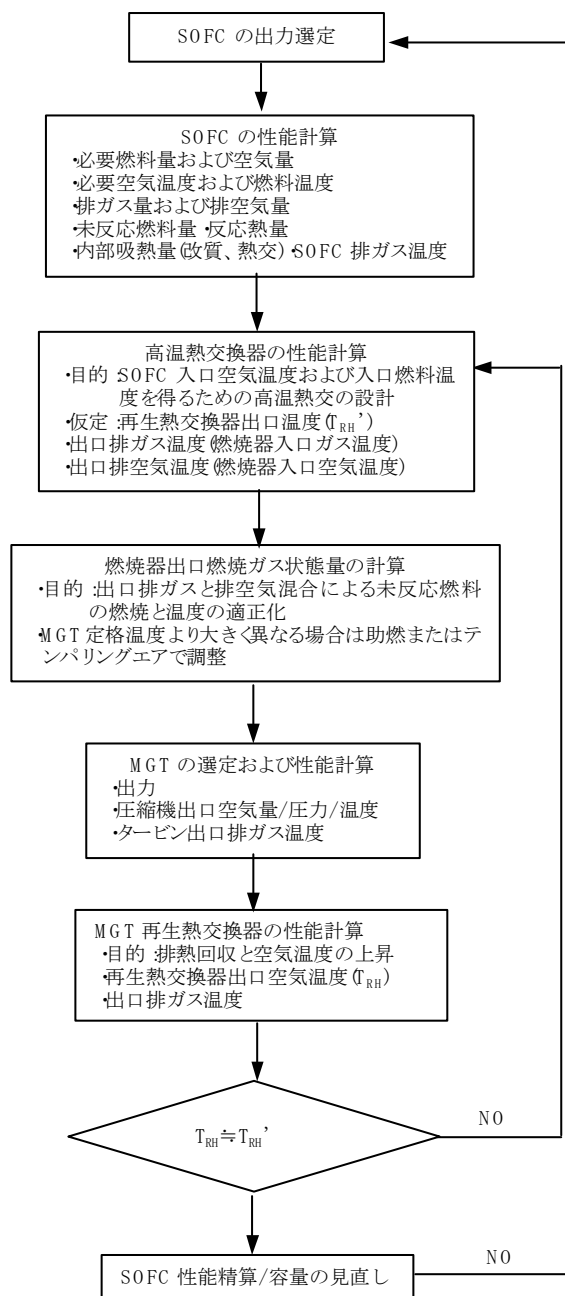 SOFC の出力選定
SOFC の性能計算
・必要燃料量および空気量
・必要空気温度および燃料温度
・排ガス量および排空気量
・未反応燃料量 ・反応熱量
・内部吸熱量(改質、熱交)・SOFC 排ガス温度
高温熱交換器の性能計算
・目的 :SOFC 入口空気温度および入口燃料温
度を得るための高温熱交の設計
・仮定 :再生熱交換器出口温度(TRH’)
・出口排ガス温度(燃焼器入口ガス温度)
・出口排空気温度(燃焼器入口空気温度)
燃焼器出口燃焼ガス状態量の計算
・目的 :出口排ガスと排空気混合による未反応燃料
の燃焼と温度の適正化
・MGT 定格温度より大きく異なる場合は助燃またはテ
ンパリングエアで調整
MGT の選定および性能計算
・出力
・圧縮機出口空気量/圧力/温度
・タービン出口排ガス温度
MGT 再生熱交換器の性能計算
・目的 :排熱回収と空気温度の上昇
・再生熱交換器出口空気温度(TRH)
・出口排ガス温度
TRH≒TRH’
NO
SOFC 性能精算/容量の見直し
NO